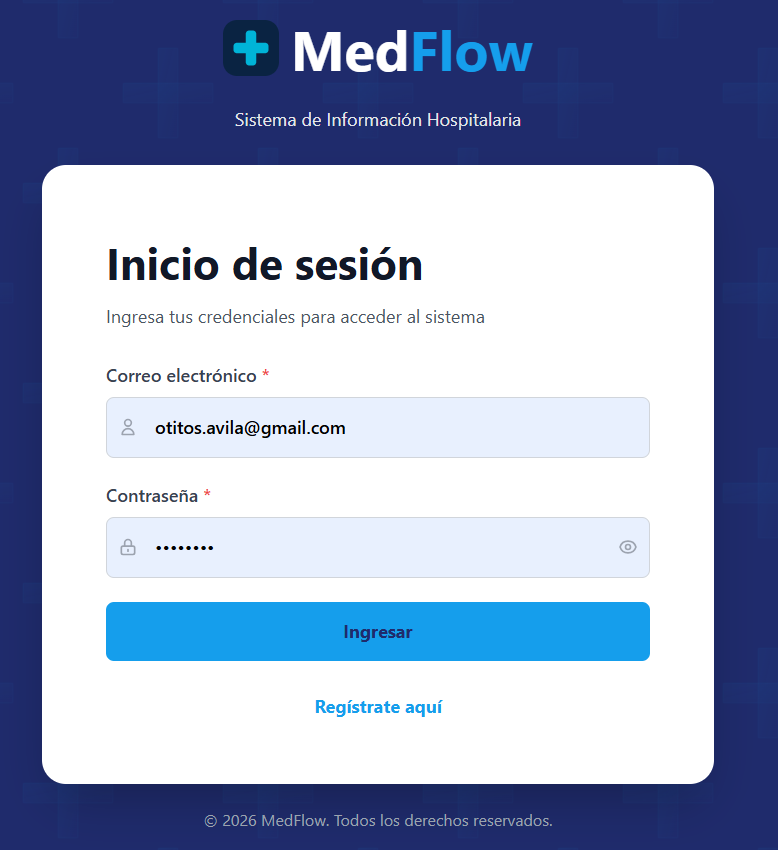 MedFlow
Sistema de Información Hospitalaria
Inicio de sesión
Ingresa tus credenciales para acceder al sistema
Correo electrónico *
otitos.avila@gmail.com
Contraseña *
••••••••
Ingresar
Regístrate aquí
© 2026 MedFlow. Todos los derechos reservados.